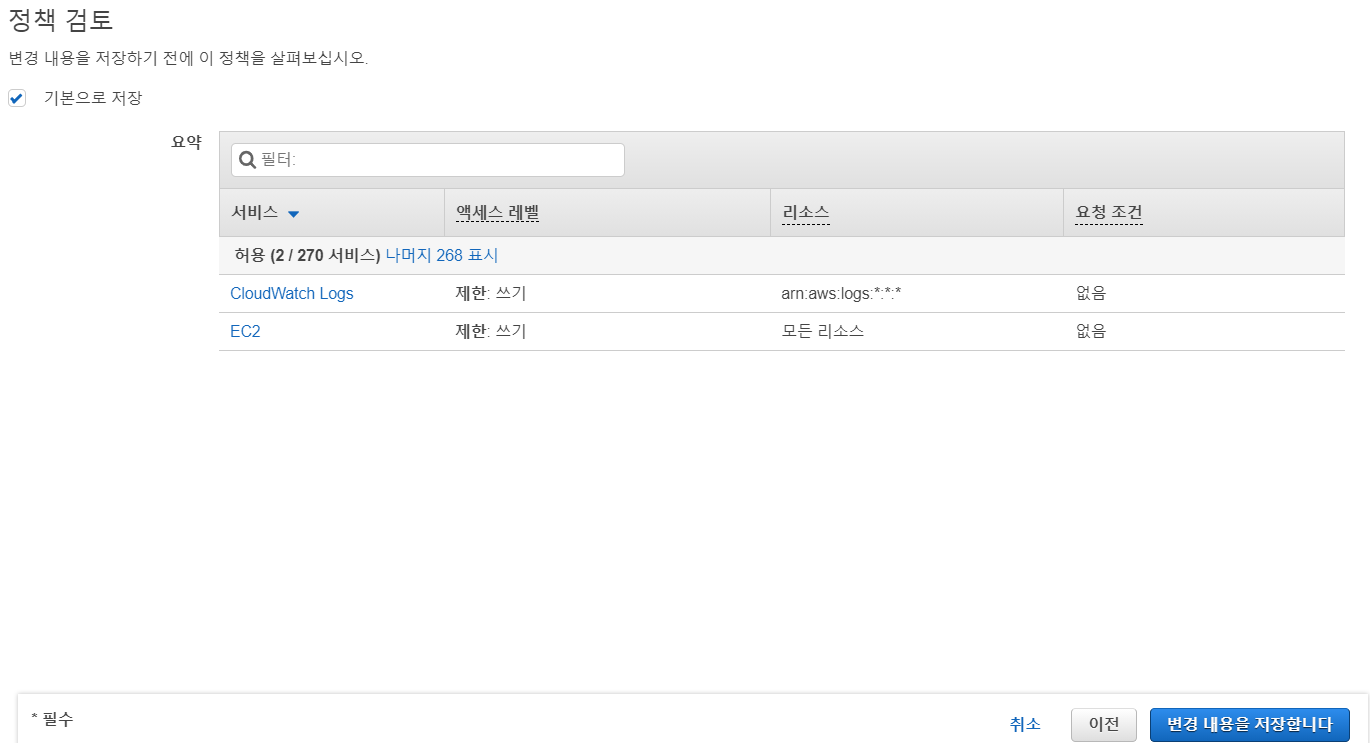 정책 검토
변경 내용을 저장하기 전에 이 정책을 살펴보십시오.
기본으로 저장
요약
필터:
서비스 액세스 레벨 리소스 요청 조건
허용 (2 / 270 서비스) 나머지 268 표시
CloudWatch Logs 제한: 쓰기 arn:aws:logs:*:*:* 없음
EC2 제한: 쓰기 모든 리소스 없음
* 필수 취소 이전 변경 내용을 저장합니다